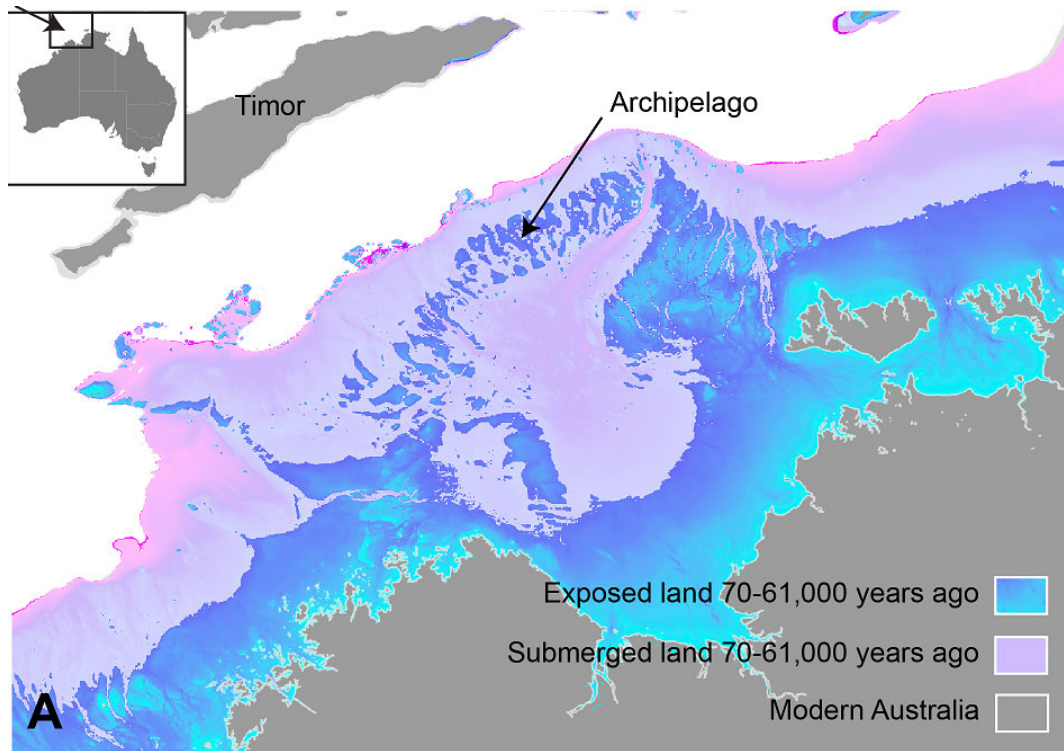 Timor
Archipelago
Exposed land 70-61,000 years ago
Submerged land 70-61,000 years ago
Modern Australia
A